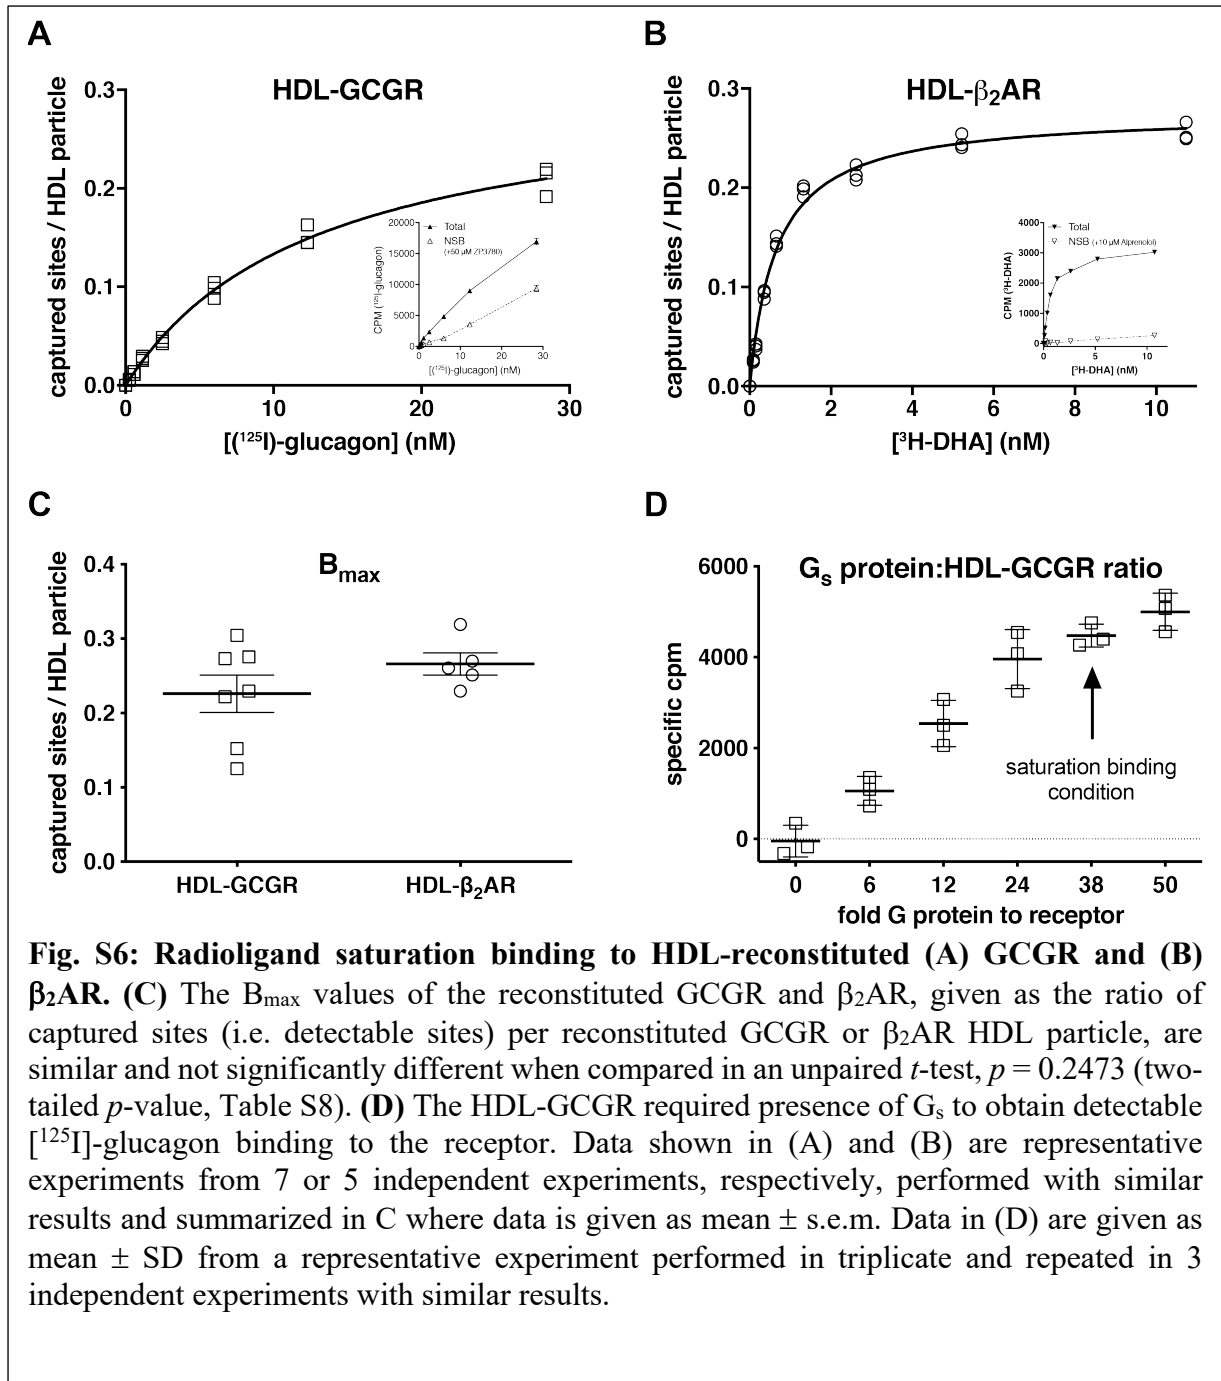 A
HDL-GCGR
captured sites / HDL particle
0.3
0.2
0.1
0.0
0 10 20 30
[(¹²⁵I)-glucagon] (nM)
CPM (¹²⁵I-glucagon)
20000
15000
10000
5000
0
Total
NSB
(+50 µM ZP3780)
0 10 20 30
[(¹²⁵I)-glucagon] (nM)
B
HDL-β₂AR
captured sites / HDL particle
0.3
0.2
0.1
0.0
0 2 4 6 8 10
[³H-DHA] (nM)
CPM (³H-DHA)
4000
3000
2000
1000
0
Total
NSB (+10 µM Alprenolol)
0 5 10
[³H-DHA] (nM)
C
Bmax
captured sites / HDL particle
0.4
0.3
0.2
0.1
0.0
HDL-GCGR HDL-β₂AR
D
Gₛ protein:HDL-GCGR ratio
specific cpm
6000
4000
2000
0
saturation binding
condition
0 6 12 24 38 50
fold G protein to receptor
Fig. S6: Radioligand saturation binding to HDL-reconstituted (A) GCGR and (B)
β₂AR. (C) The Bmax values of the reconstituted GCGR and β₂AR, given as the ratio of
captured sites (i.e. detectable sites) per reconstituted GCGR or β₂AR HDL particle, are
similar and not significantly different when compared in an unpaired t-test, p = 0.2473 (two-
tailed p-value, Table S8). (D) The HDL-GCGR required presence of Gₛ to obtain detectable
[¹²⁵I]-glucagon binding to the receptor. Data shown in (A) and (B) are representative
experiments from 7 or 5 independent experiments, respectively, performed with similar
results and summarized in C where data is given as mean ± s.e.m. Data in (D) are given as
mean ± SD from a representative experiment performed in triplicate and repeated in 3
independent experiments with similar results.